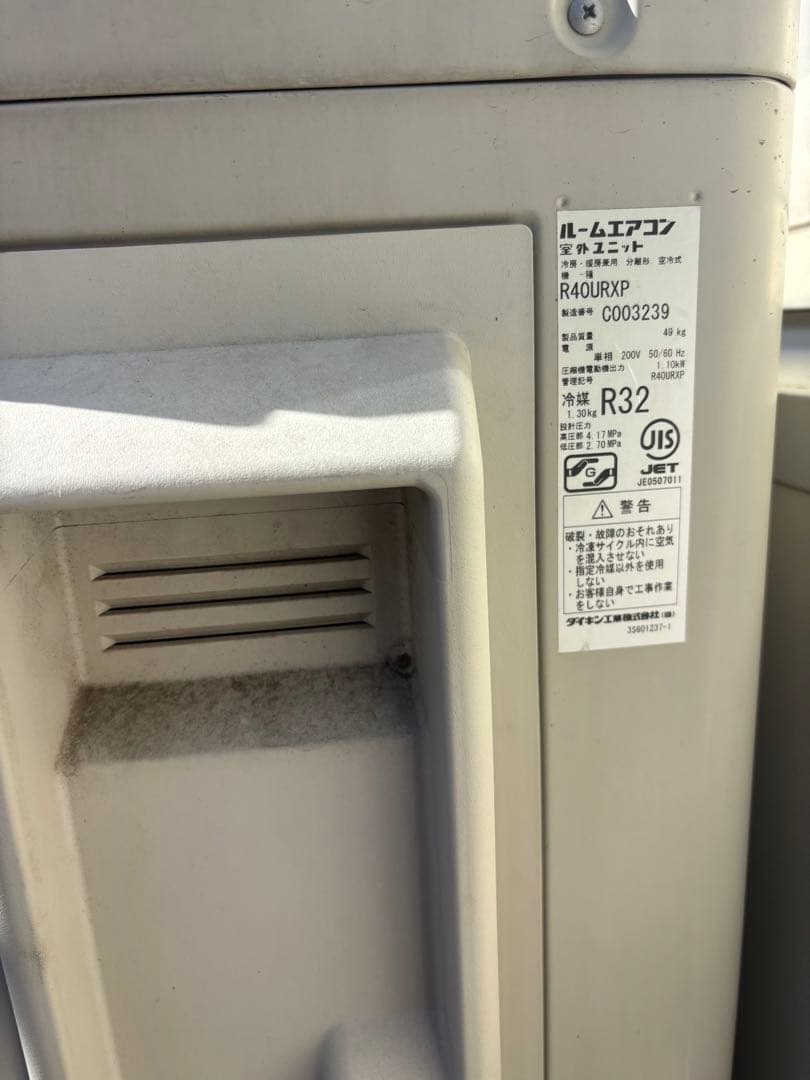 ルームエアコン
室外ユニット
冷房・暖房兼用、分離形、空冷式
機 種
R40URXP
製造番号 C003239
製品質量 49 kg
電 源
単相 200V 50/60 Hz
圧縮機電動機出力 1.10kW
管理記号 R40URXP
冷媒 R32
1.30kg
設計圧力
高圧部 4.17 MPa
低圧部 2.70 MPa
JIS
JET
JE0507011
G
警告
破裂・故障のおそれあり
・冷凍サイクル内に空気
を混入させない
・指定冷媒以外を使用
しない
・お客様自身で工事作業
をしない
ダイキン工業株式会社(製)
3S601237-1